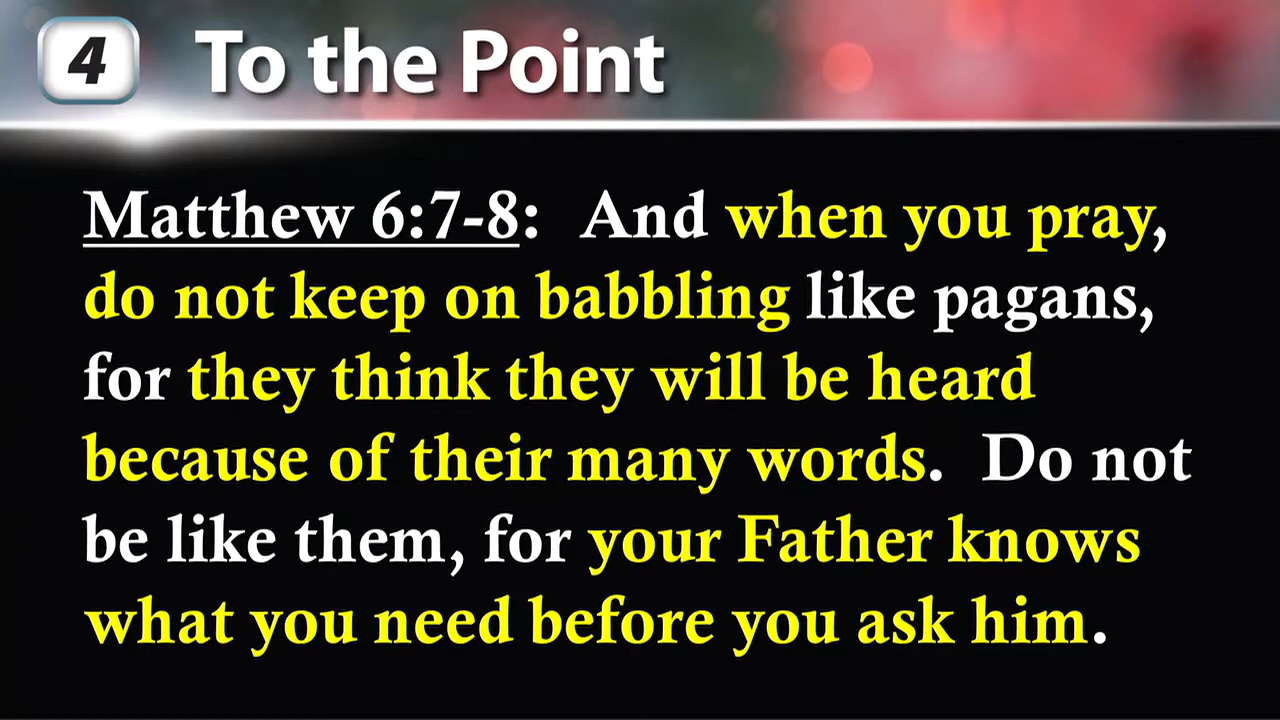 4 To the Point
Matthew 6:7-8: And when you pray,
do not keep on babbling like pagans,
for they think they will be heard
because of their many words. Do not
be like them, for your Father knows
what you need before you ask him.